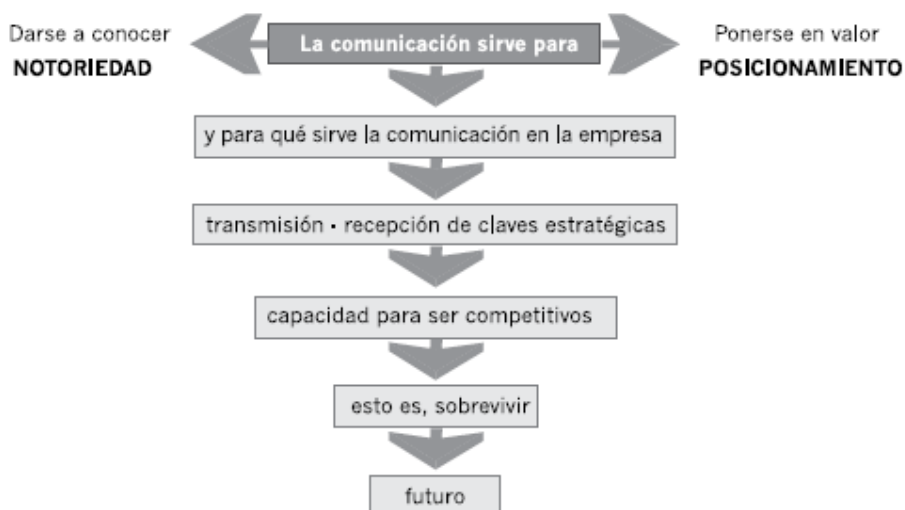 Darse a conocer
NOTORIEDAD
La comunicación sirve para
Ponerse en valor
POSICIONAMIENTO
y para qué sirve la comunicación en la empresa
transmisión · recepción de claves estratégicas
capacidad para ser competitivos
esto es, sobrevivir
futuro